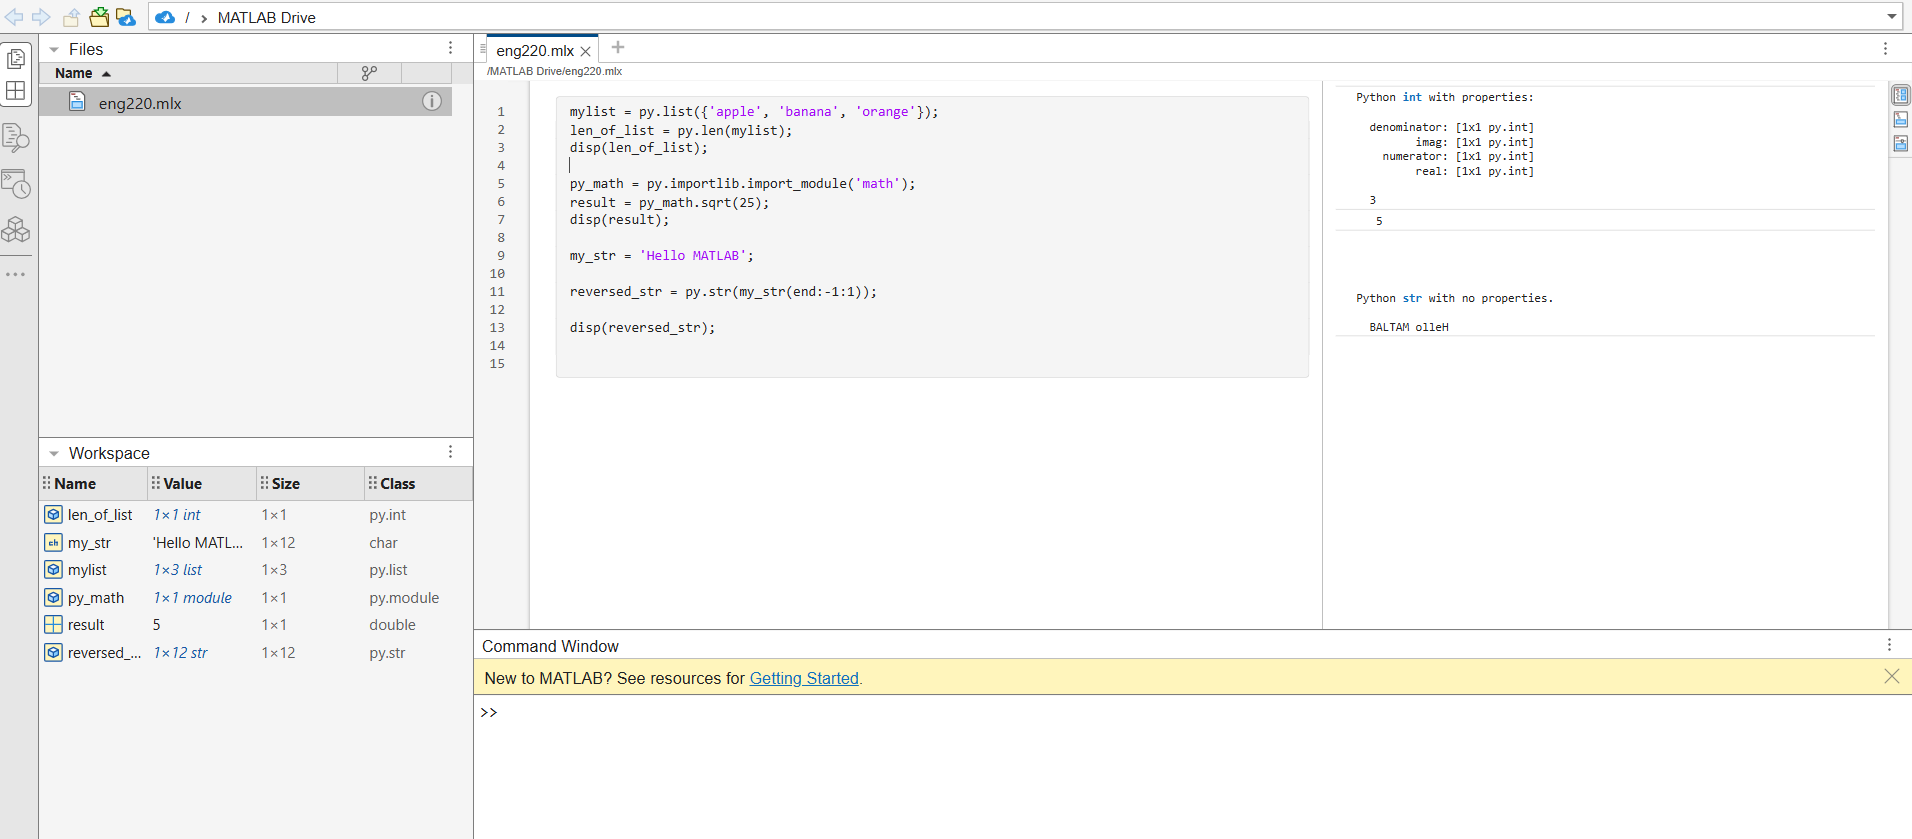 / › MATLAB Drive
Files
Name
eng220.mlx
eng220.mlx
/MATLAB Drive/eng220.mlx
1 mylist = py.list({'apple', 'banana', 'orange'});
2 len_of_list = py.len(mylist);
3 disp(len_of_list);
4
5 py_math = py.importlib.import_module('math');
6 result = py_math.sqrt(25);
7 disp(result);
8
9 my_str = 'Hello MATLAB';
10
11 reversed_str = py.str(my_str(end:-1:1));
12
13 disp(reversed_str);
14
15
Python int with properties:
denominator: [1x1 py.int]
imag: [1x1 py.int]
numerator: [1x1 py.int]
real: [1x1 py.int]
3
5
Python str with no properties.
BALTAM olleH
Workspace
Name Value Size Class
len_of_list 1×1 int 1×1 py.int
my_str 'Hello MATL... 1×12 char
mylist 1×3 list 1×3 py.list
py_math 1×1 module 1×1 py.module
result 5 1×1 double
reversed_... 1×12 str 1×12 py.str
Command Window
New to MATLAB? See resources for Getting Started.
>>